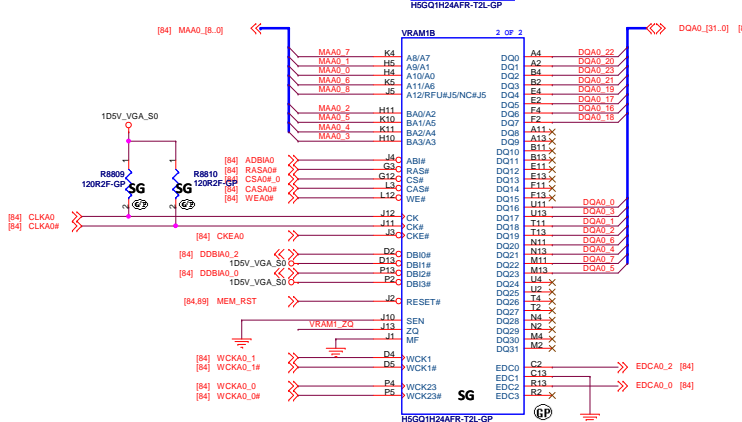 H5GQ1H24AFR-T2L-GP
[84] MAA0_[8..0]
DQA0_[31..0]
VRAM1B 2 OF 2
MAA0_7 K4 A8/A7 DQ0 A4 DQA0_22
MAA0_1 H5 A9/A1 DQ1 A2 DQA0_20
MAA0_0 H4 A10/A0 DQ2 B4 DQA0_23
MAA0_6 K5 A11/A6 DQ3 B2 DQA0_21
MAA0_8 J5 A12/RFU#J5/NC#J5 DQ4 E4 DQA0_19
DQ5 E2 DQA0_17
MAA0_2 H11 BA0/A2 DQ6 F4 DQA0_16
MAA0_5 K10 BA1/A5 DQ7 F2 DQA0_18
MAA0_4 K11 BA2/A4 DQ8 A11
MAA0_3 H10 BA3/A3 DQ9 A13
DQ10 B11
1D5V_VGA_S0
[84] ADBIA0 J4 ABI# DQ11 B13
[84] RASA0# G3 RAS# DQ12 E11
[84] CSA0#_0 G12 CS# DQ13 E13
[84] CASA0# L3 CAS# DQ14 F11
[84] WEA0# L12 WE# DQ15 F13
R8809
120R2F-GP
R8810
120R2F-GP
1 2 SG GP
1 2 SG GP
DQ16 U11 DQA0_0
[84] CLKA0 J12 CK DQ17 U13 DQA0_3
[84] CLKA0# J11 CK# DQ18 T11 DQA0_1
[84] CKEA0 J3 CKE# DQ19 T13 DQA0_2
DQ20 N11 DQA0_6
[84] DDBIA0_2 D2 DBI0# DQ21 N13 DQA0_4
1D5V_VGA_S0 D13 DBI1# DQ22 M11 DQA0_7
[84] DDBIA0_0 P13 DBI2# DQ23 M13 DQA0_5
1D5V_VGA_S0 P2 DBI3# DQ24 U4
DQ25 U2
[84,89] MEM_RST J2 RESET# DQ26 T4
DQ27 T2
J10 SEN DQ28 N4
VRAM1_ZQ J13 ZQ DQ29 N2
J1 MF DQ30 M4
DQ31 M2
[84] WCKA0_1 D4 WCK1
[84] WCKA0_1# D5 WCK1# EDC0 C2 EDCA0_2 [84]
EDC1 C13
[84] WCKA0_0 P4 WCK23 EDC2 R13 EDCA0_0 [84]
[84] WCKA0_0# P5 WCK23# EDC3 R2
SG
GP
H5GQ1H24AFR-T2L-GP